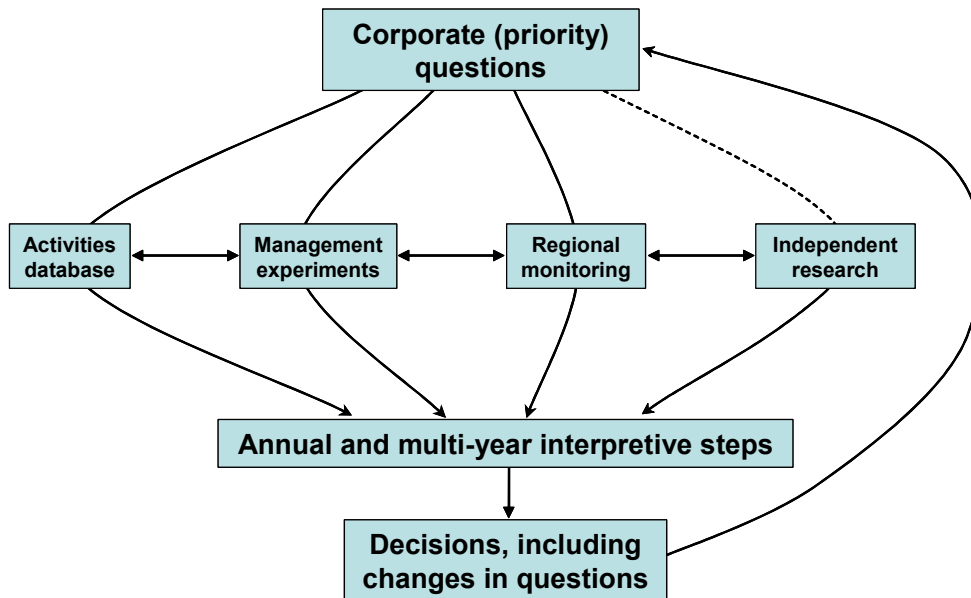 Corporate (priority)
questions
Activities
database
Management
experiments
Regional
monitoring
Independent
research
Annual and multi-year interpretive steps
Decisions, including
changes in questions